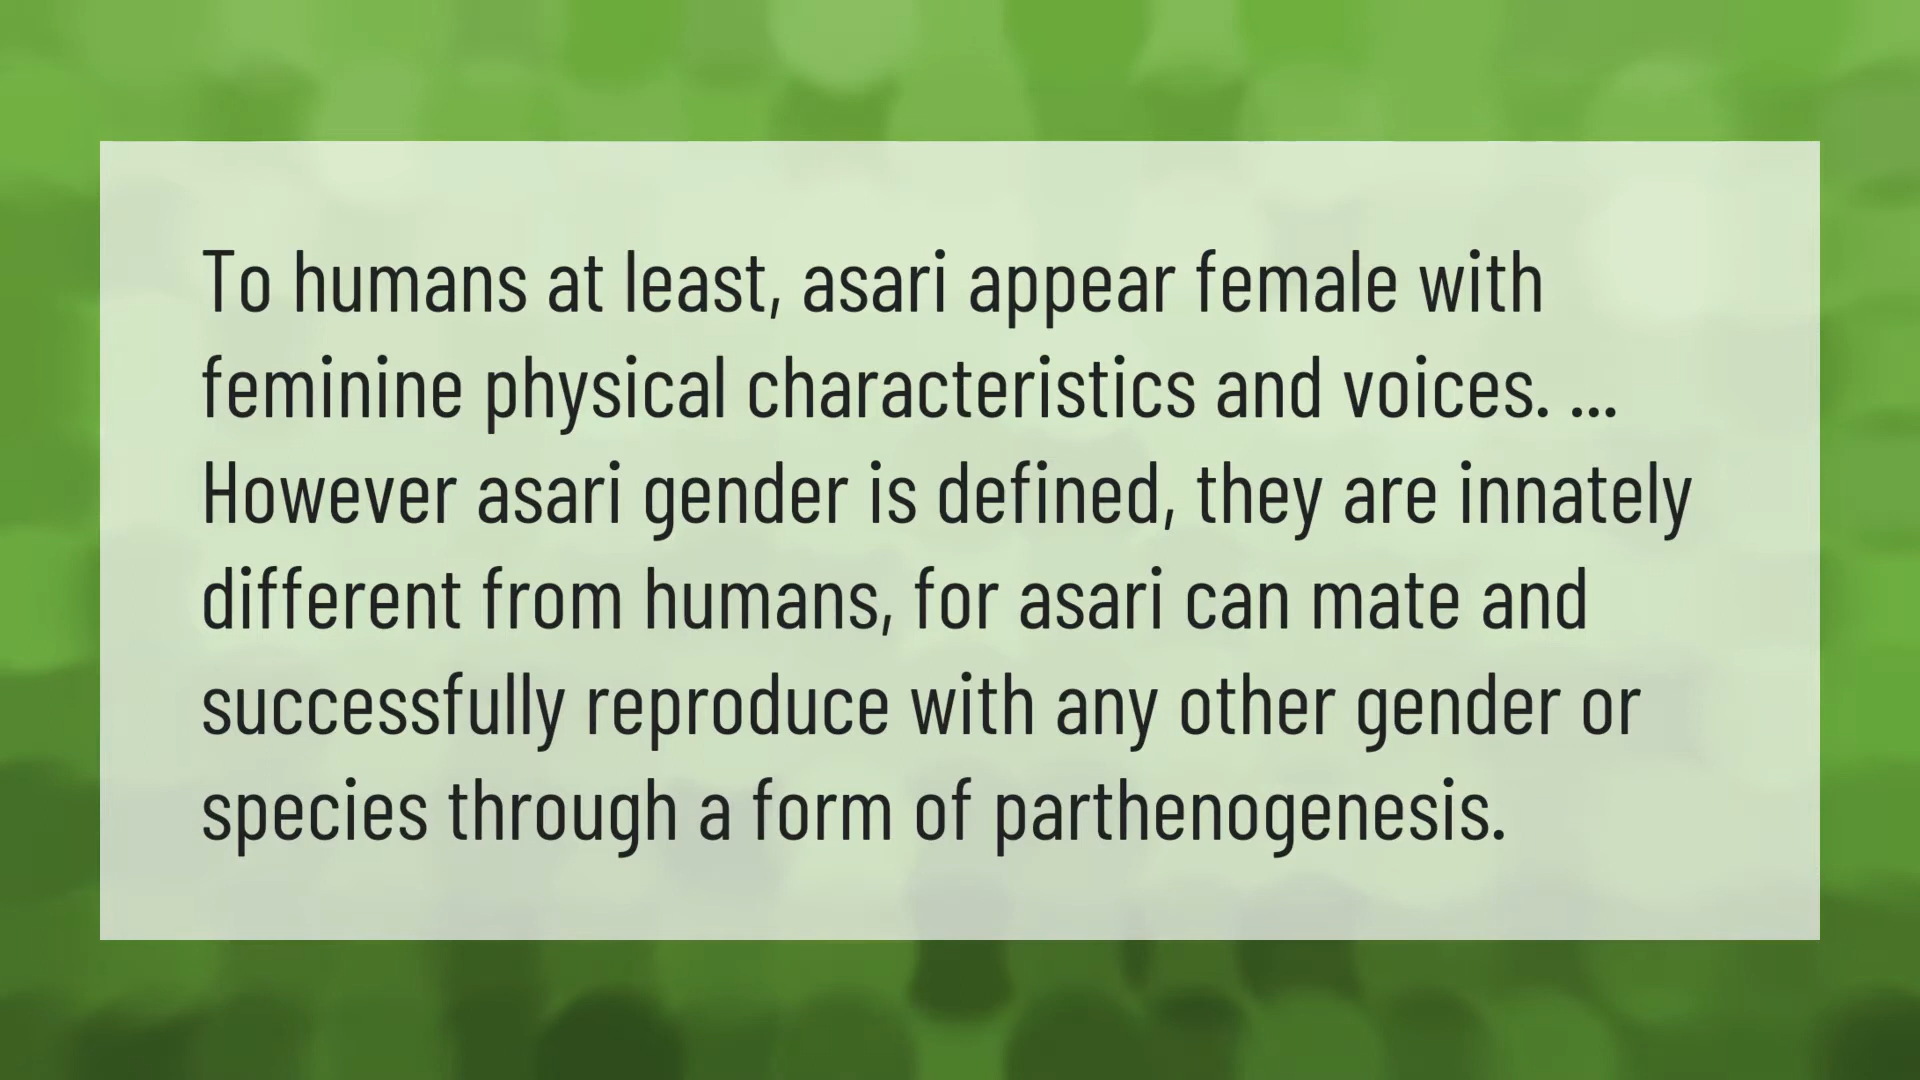 To humans at least, asari appear female with
feminine physical characteristics and voices. ...
However asari gender is defined, they are innately
different from humans, for asari can mate and
successfully reproduce with any other gender or
species through a form of parthenogenesis.